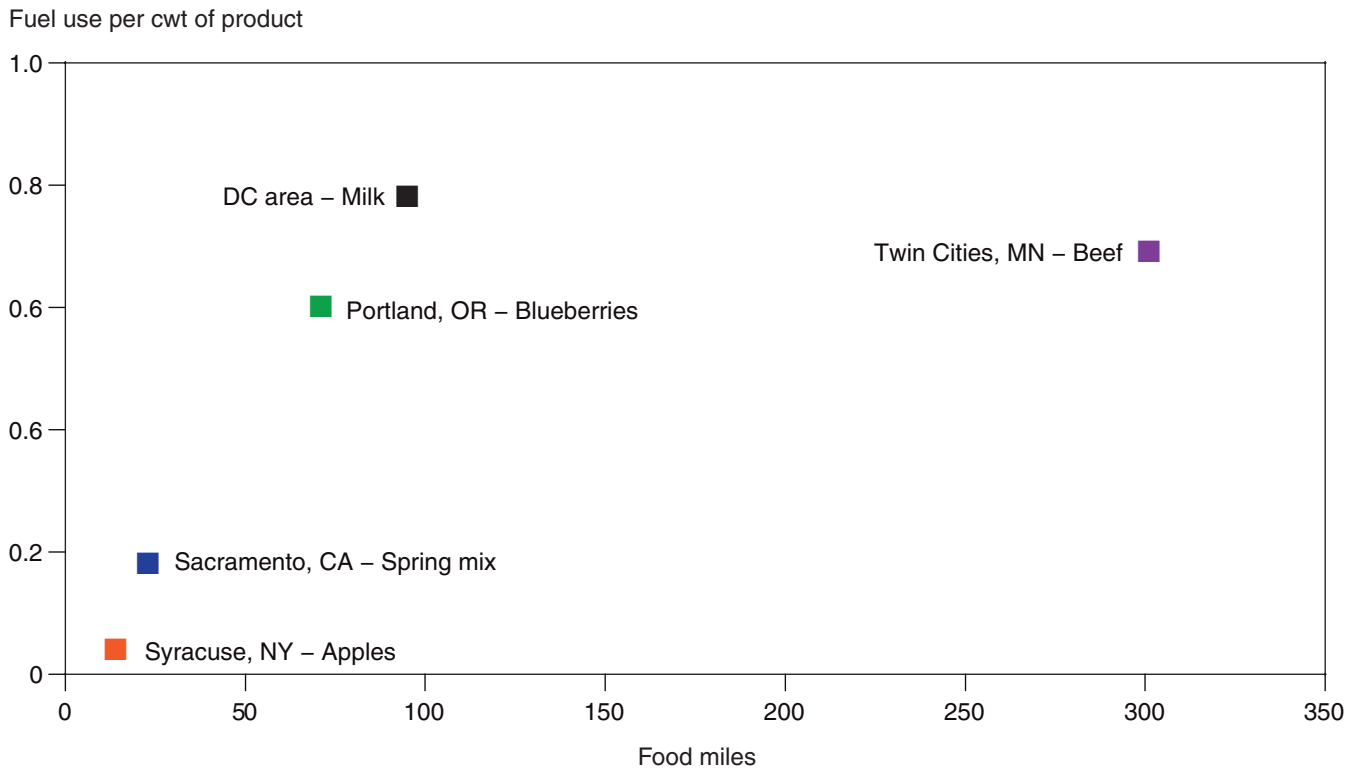 Fuel use per cwt of product
1.0
0.8
DC area – Milk
Twin Cities, MN – Beef
0.6
Portland, OR – Blueberries
0.6
0.2
Sacramento, CA – Spring mix
Syracuse, NY – Apples
0
0 50 100 150 200 250 300 350
Food miles